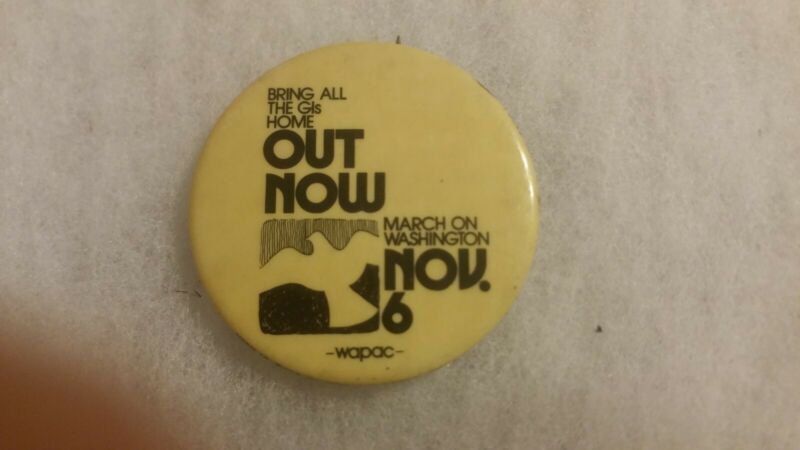 BRING ALL
THE GIs
HOME
OUT
NOW
MARCH ON
WASHINGTON
NOV.
6
-wapac-